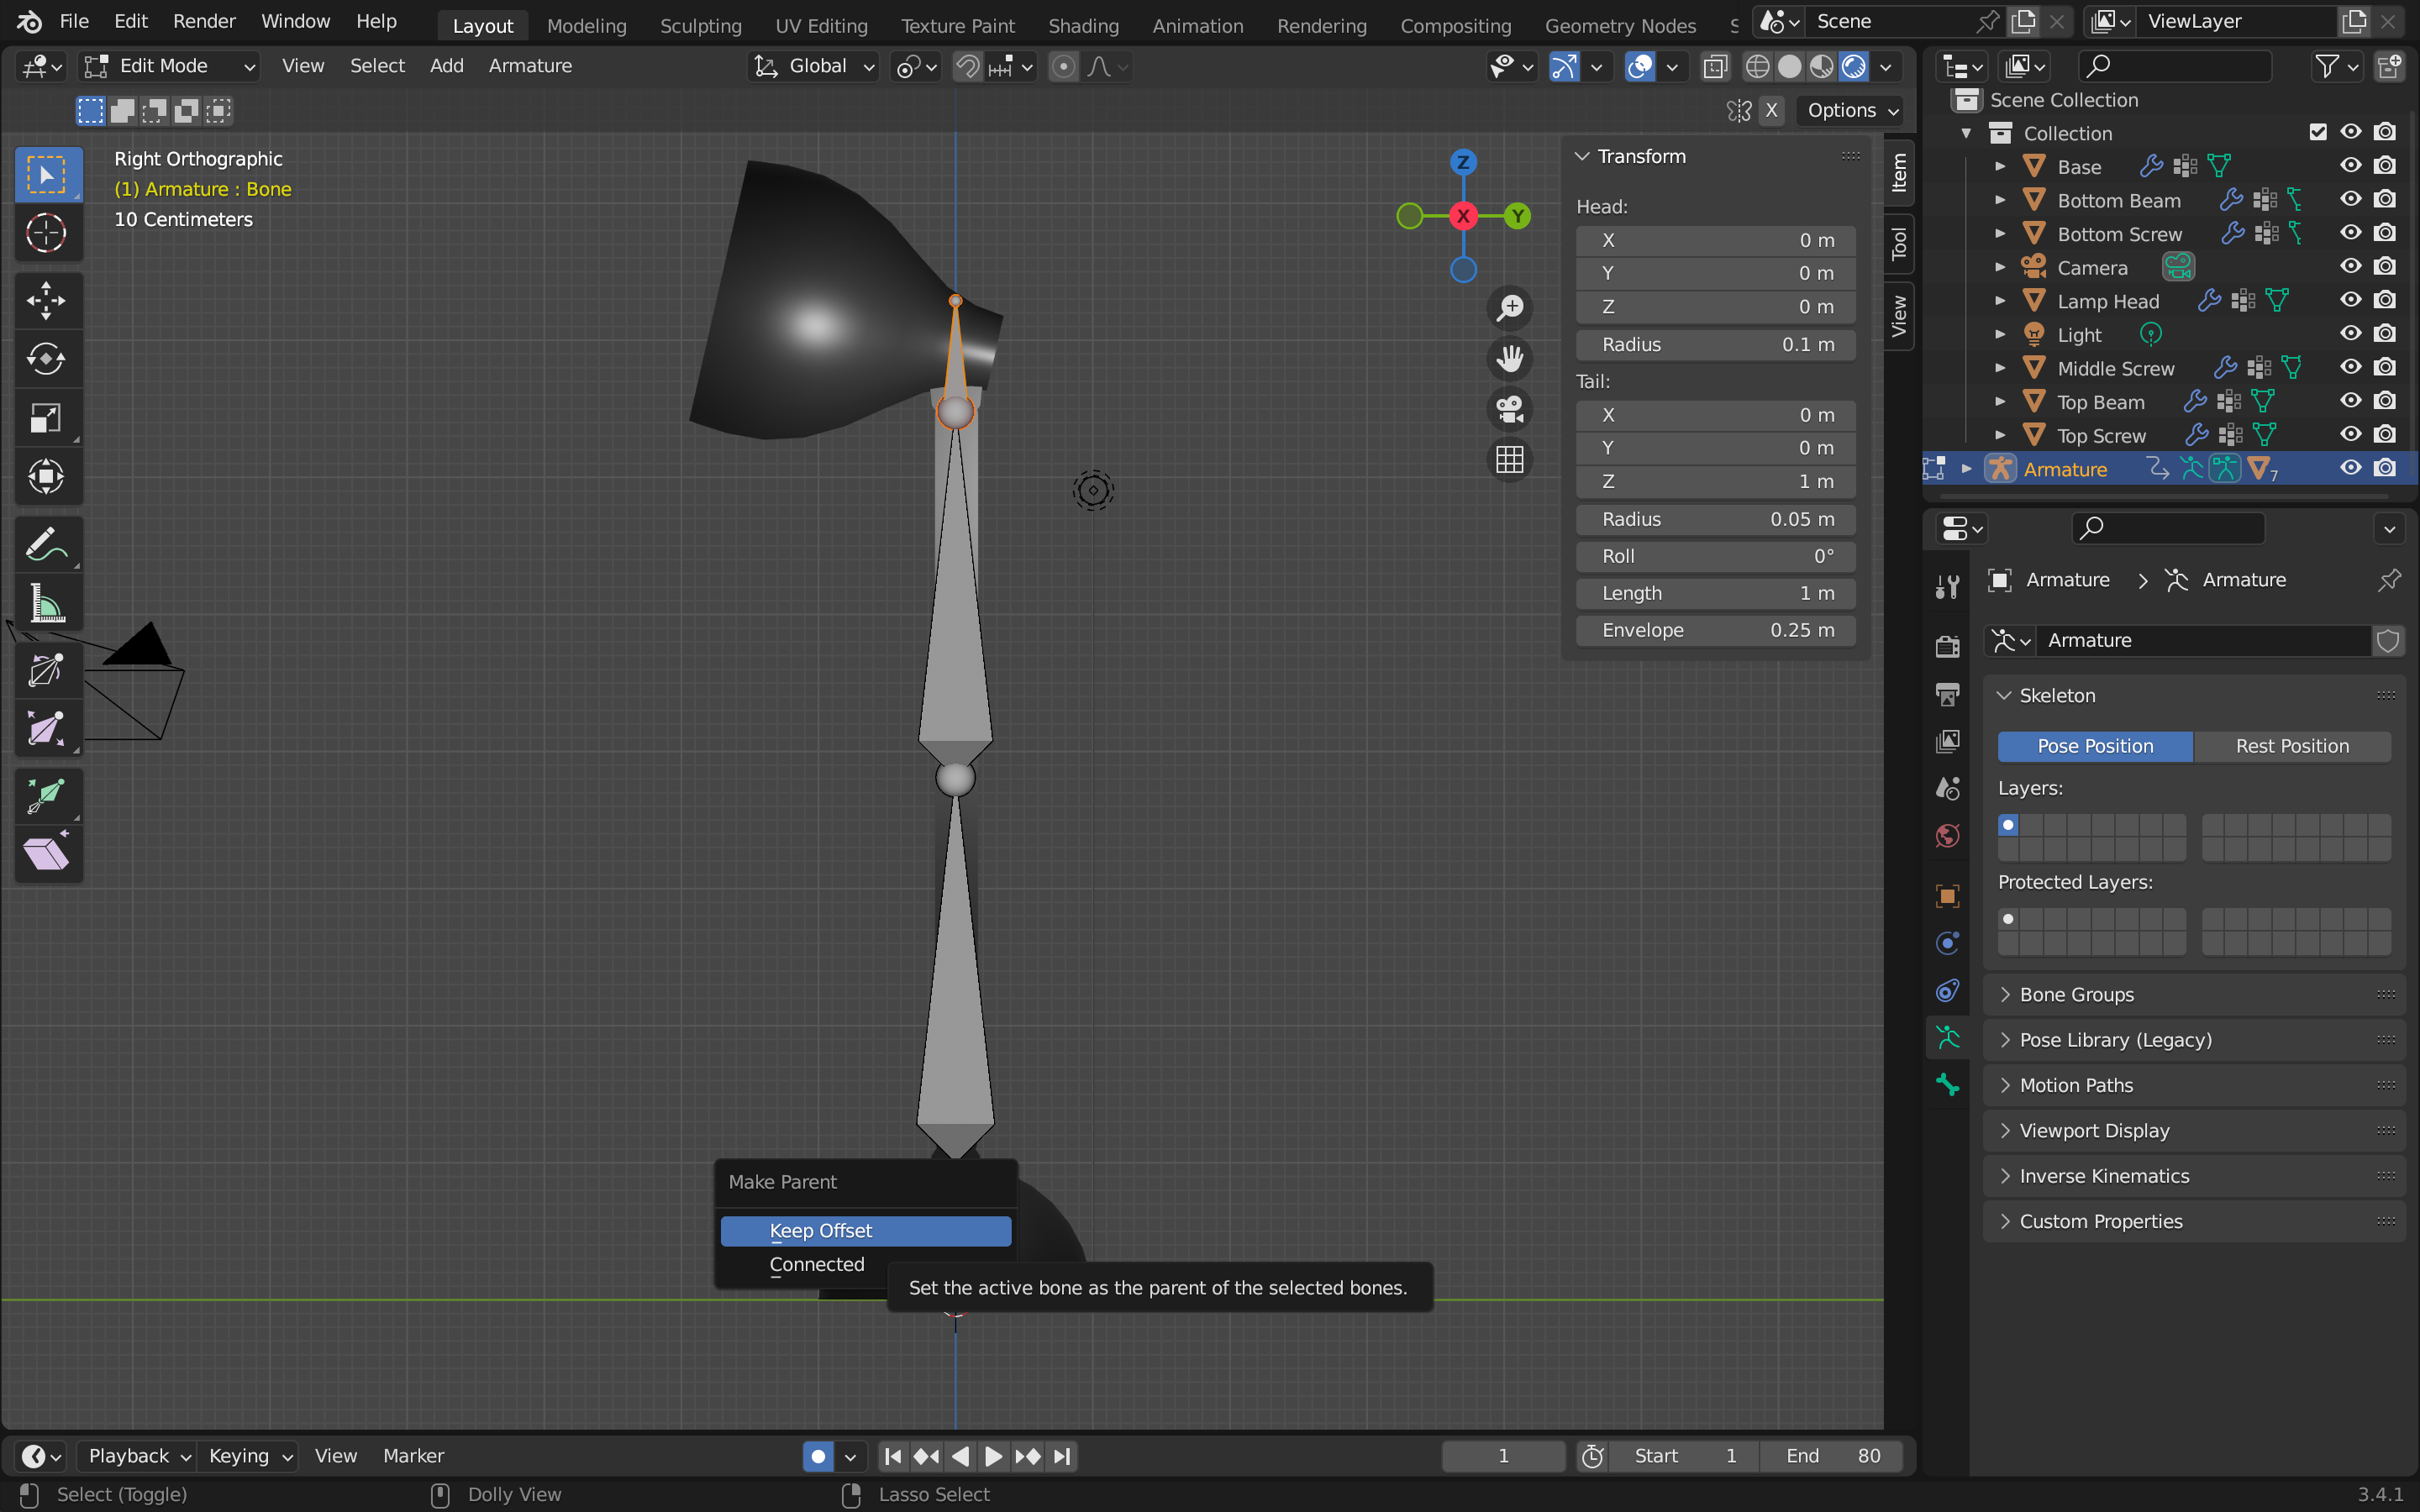 File Edit Render Window Help Layout Modeling Sculpting UV Editing Texture Paint Shading Animation Rendering Compositing Geometry Nodes Scene ViewLayer
Edit Mode View Select Add Armature Global
X Options
Right Orthographic
(1) Armature : Bone
10 Centimeters
Z
X
Y
Transform
Head:
X 0 m
Y 0 m
Z 0 m
Radius 0.1 m
Tail:
X 0 m
Y 0 m
Z 1 m
Radius 0.05 m
Roll 0°
Length 1 m
Envelope 0.25 m
Item
Tool
View
Make Parent
Keep Offset
Connected
Set the active bone as the parent of the selected bones.
Scene Collection
Collection
Base
Bottom Beam
Bottom Screw
Camera
Lamp Head
Light
Middle Screw
Top Beam
Top Screw
Armature 7
Armature > Armature
Armature
Skeleton
Pose Position Rest Position
Layers:
Protected Layers:
Bone Groups
Pose Library (Legacy)
Motion Paths
Viewport Display
Inverse Kinematics
Custom Properties
Playback Keying View Marker 1 Start 1 End 80
Select (Toggle) Dolly View Lasso Select 3.4.1